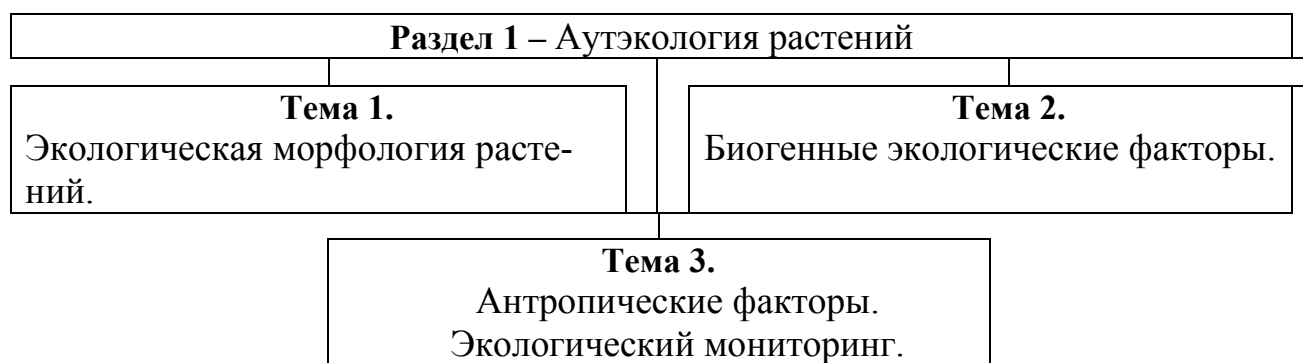 Раздел 1 – Аутэкология растений
Тема 1.
Экологическая морфология расте-
ний.
Тема 2.
Биогенные экологические факторы.
Тема 3.
Антропические факторы.
Экологический мониторинг.